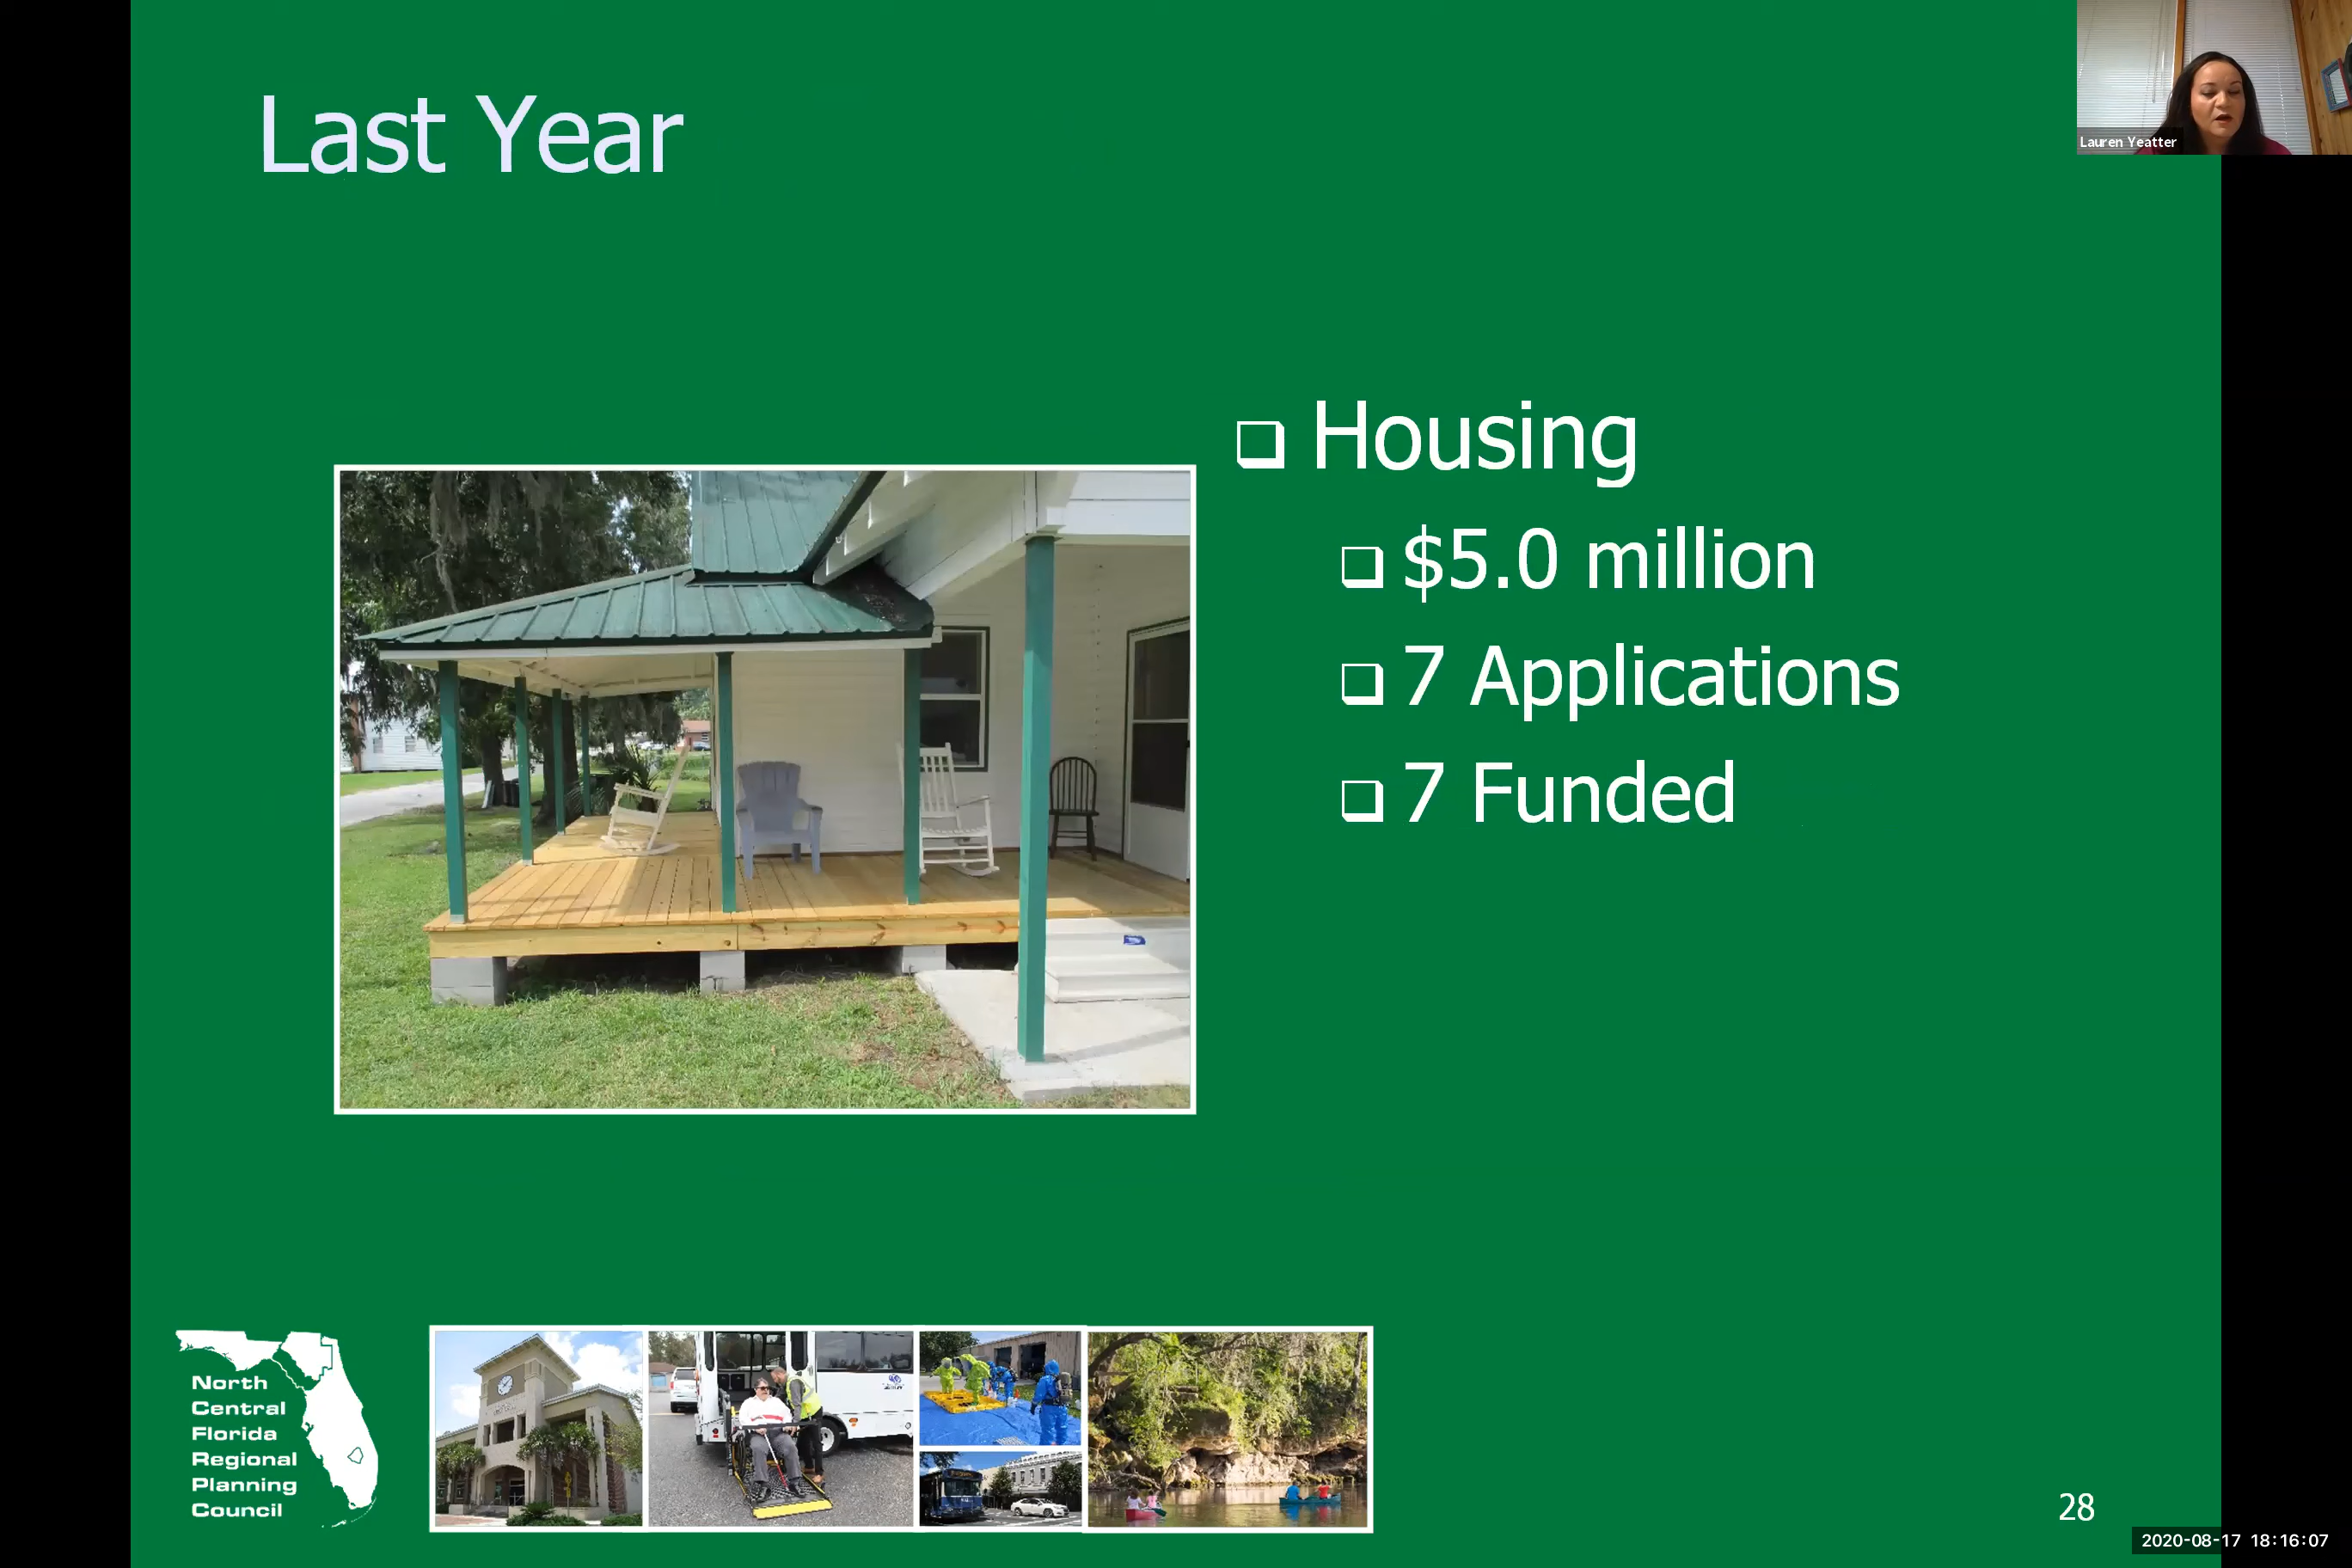 Last Year
Lauren Yeatter
Housing
$5.0 million
7 Applications
7 Funded
North
Central
Florida
Regional
Planning
Council
28
2020-08-17 18:16:07